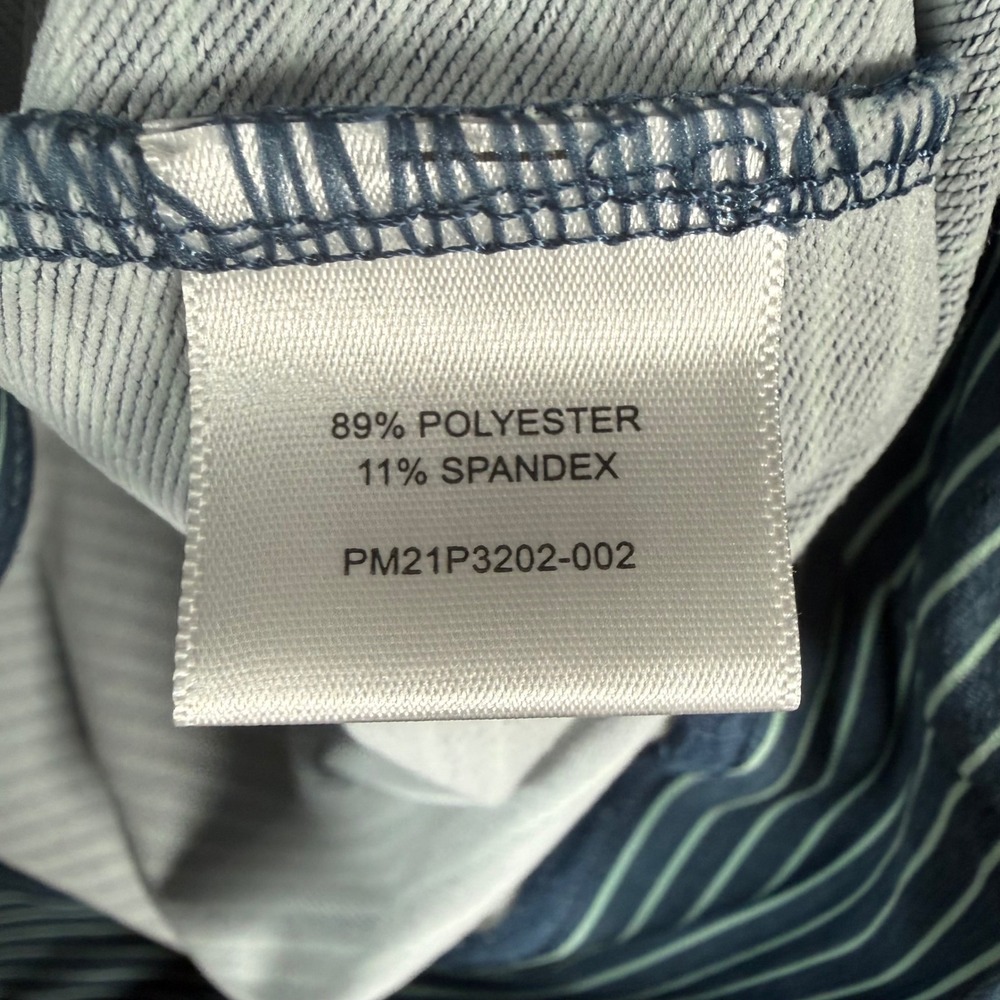 89% POLYESTER
11% SPANDEX
PM21P3202-002